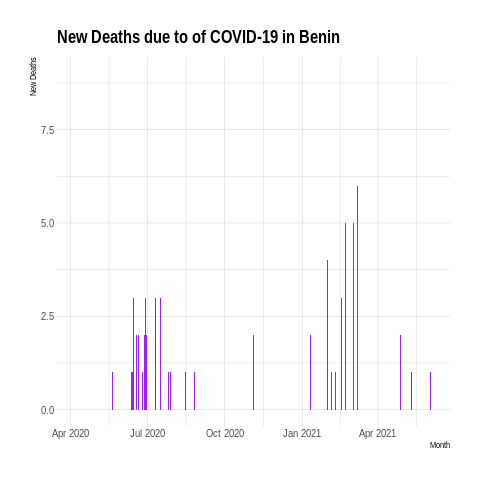 New Deaths due to of COVID-19 in Benin
New Deaths
7.5
5.0
2.5
0.0
Apr 2020 Jul 2020 Oct 2020 Jan 2021 Apr 2021
Month